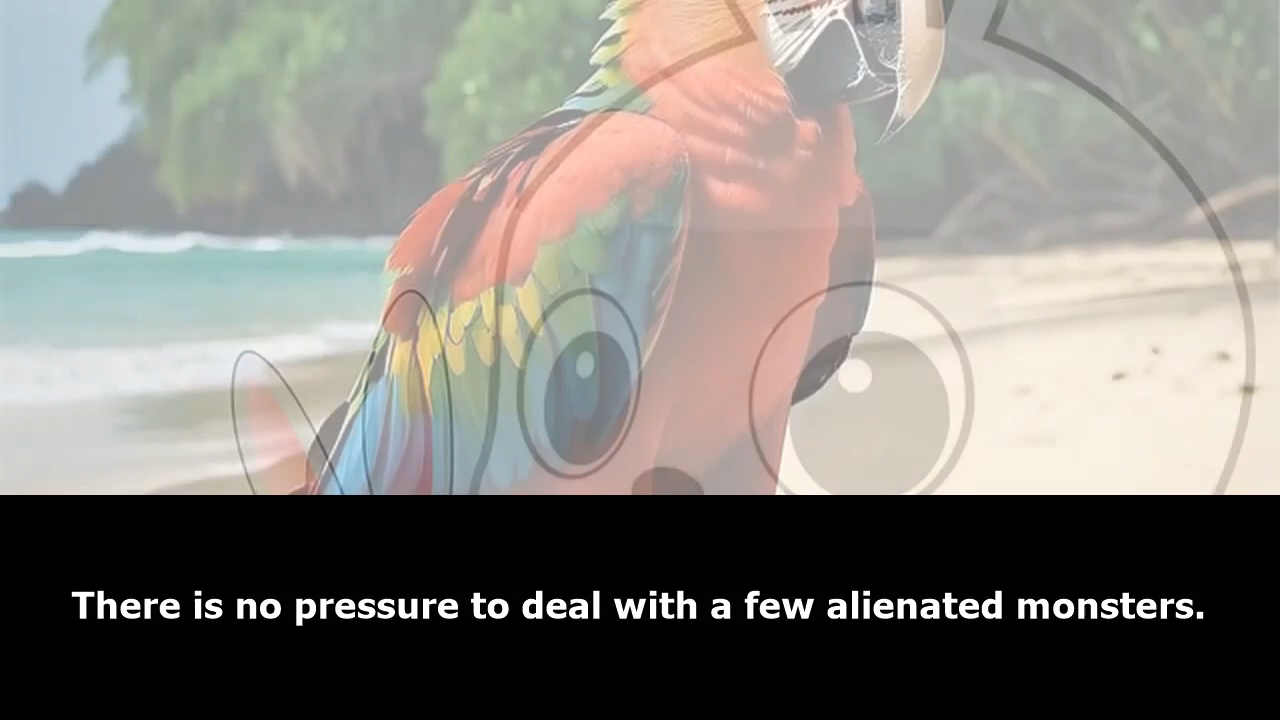 There is no pressure to deal with a few alienated monsters.